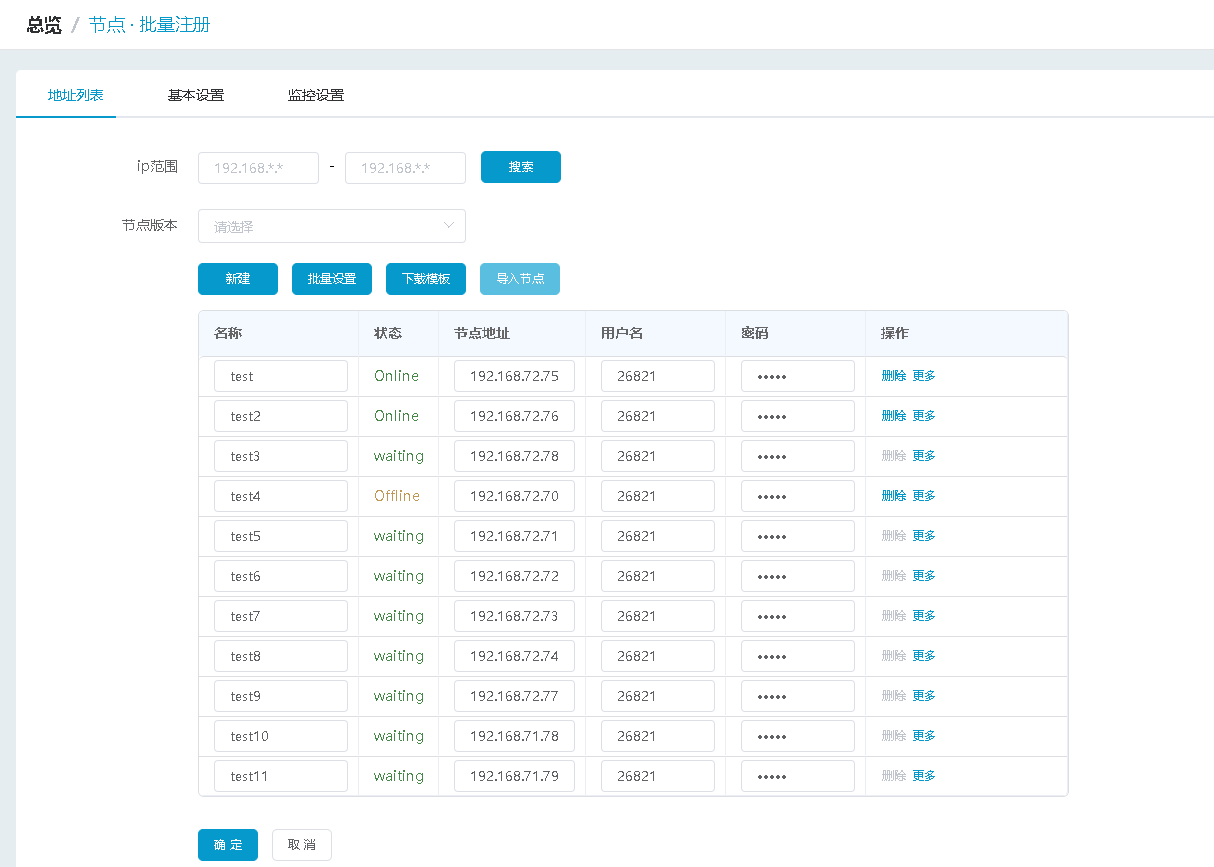 总览 / 节点 · 批量注册
地址列表 基本设置 监控设置
ip范围 192.168.*.* - 192.168.*.* 搜索
节点版本 请选择
新建 批量设置 下载模板 导入节点
名称 状态 节点地址 用户名 密码 操作
test Online 192.168.72.75 26821 ••••• 删除 更多
test2 Online 192.168.72.76 26821 ••••• 删除 更多
test3 waiting 192.168.72.78 26821 ••••• 删除 更多
test4 Offline 192.168.72.70 26821 ••••• 删除 更多
test5 waiting 192.168.72.71 26821 ••••• 删除 更多
test6 waiting 192.168.72.72 26821 ••••• 删除 更多
test7 waiting 192.168.72.73 26821 ••••• 删除 更多
test8 waiting 192.168.72.74 26821 ••••• 删除 更多
test9 waiting 192.168.72.77 26821 ••••• 删除 更多
test10 waiting 192.168.71.78 26821 ••••• 删除 更多
test11 waiting 192.168.71.79 26821 ••••• 删除 更多
确 定 取 消